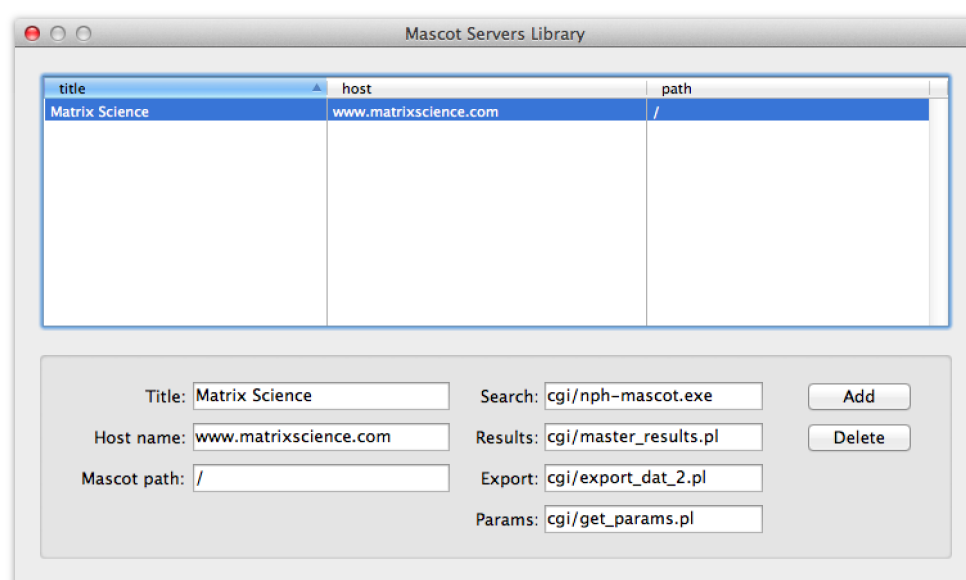 Mascot Servers Library
title host path
Matrix Science www.matrixscience.com /
Title: Matrix Science Search: cgi/nph-mascot.exe Add
Host name: www.matrixscience.com Results: cgi/master_results.pl Delete
Mascot path: / Export: cgi/export_dat_2.pl
Params: cgi/get_params.pl